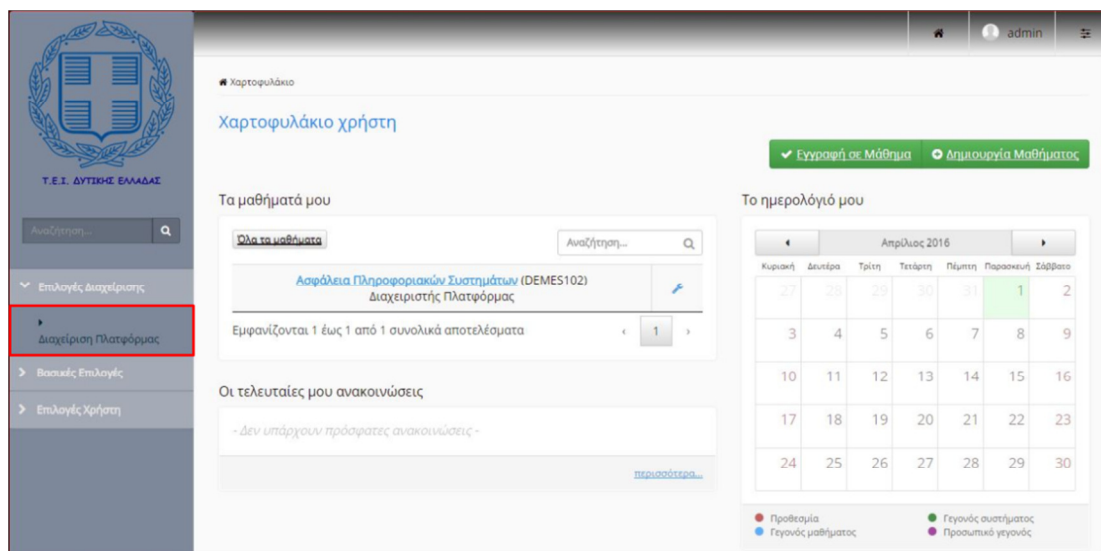 admin
Τ.Ε.Ι. ΔΥΤΙΚΗΣ ΕΛΛΑΔΑΣ
Αναζήτηση...
Επιλογές Διαχείρισης
Διαχείριση Πλατφόρμας
Βασικές Επιλογές
Επιλογές Χρήστη
Χαρτοφυλάκιο
Χαρτοφυλάκιο χρήστη
Εγγραφή σε Μάθημα Δημιουργία Μαθήματος
Τα μαθήματά μου
Όλα τα μαθήματα Αναζήτηση...
Ασφάλεια Πληροφοριακών Συστημάτων (DEMES102)
Διαχειριστής Πλατφόρμας
Εμφανίζονται 1 έως 1 από 1 συνολικά αποτελέσματα ‹ 1 ›
Οι τελευταίες μου ανακοινώσεις
- Δεν υπάρχουν πρόσφατες ανακοινώσεις -
περισσότερα...
Το ημερολόγιό μου
Απρίλιος 2016
Κυριακή Δευτέρα Τρίτη Τετάρτη Πέμπτη Παρασκευή Σάββατο
27 28 29 30 31 1 2
3 4 5 6 7 8 9
10 11 12 13 14 15 16
17 18 19 20 21 22 23
24 25 26 27 28 29 30
Προθεσμία Γεγονός συστήματος
Γεγονός μαθήματος Προσωπικό γεγονός